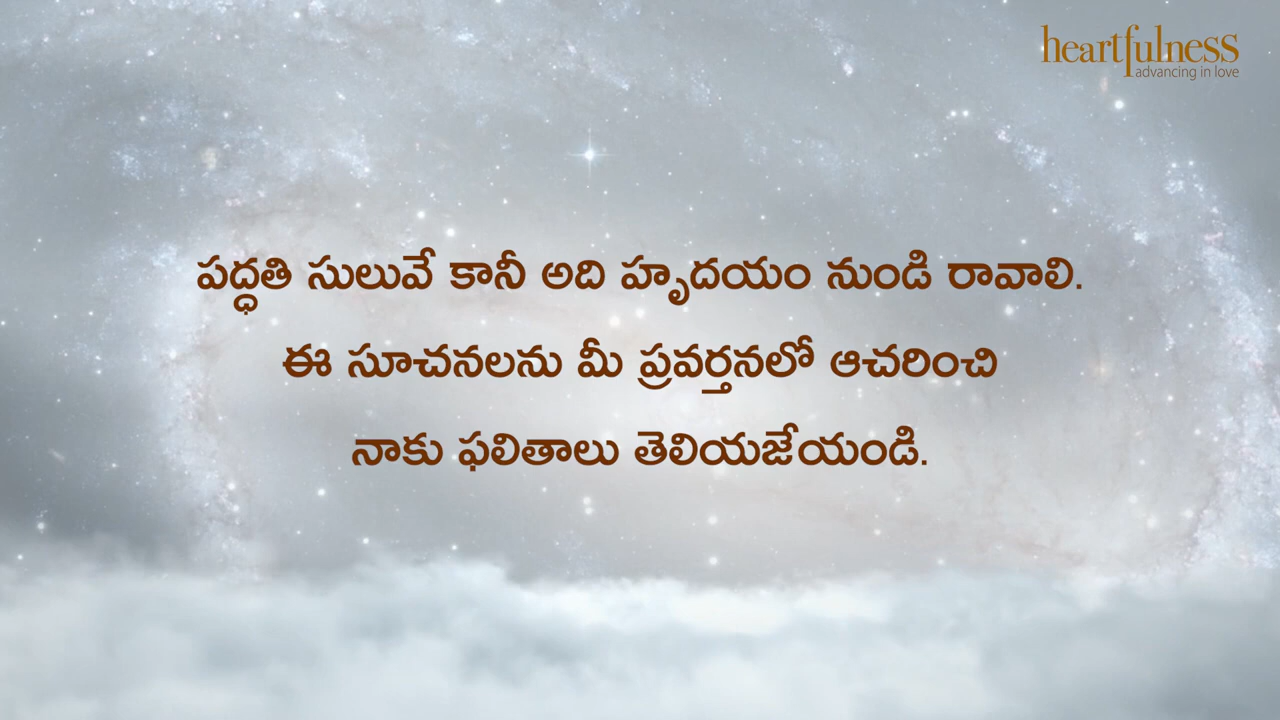 heartfulness
advancing in love
పద్ధతి సులువే కానీ అది హృదయం నుండి రావాలి.
ఈ సూచనలను మీ ప్రవర్తనలో ఆచరించి
నాకు ఫలితాలు తెలియజేయండి.